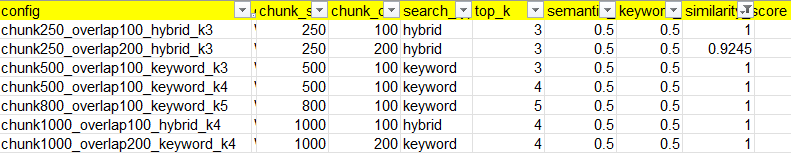 config chunk_s chunk_o search_ top_k semanti keywor similarity score
chunk250_overlap100_hybrid_k3 250 100 hybrid 3 0.5 0.5 1
chunk250_overlap200_hybrid_k3 250 200 hybrid 3 0.5 0.5 0.9245
chunk500_overlap100_keyword_k3 500 100 keyword 3 0.5 0.5 1
chunk500_overlap100_keyword_k4 500 100 keyword 4 0.5 0.5 1
chunk800_overlap100_keyword_k5 800 100 keyword 5 0.5 0.5 1
chunk1000_overlap100_hybrid_k4 1000 100 hybrid 4 0.5 0.5 1
chunk1000_overlap200_keyword_k4 1000 200 keyword 4 0.5 0.5 1